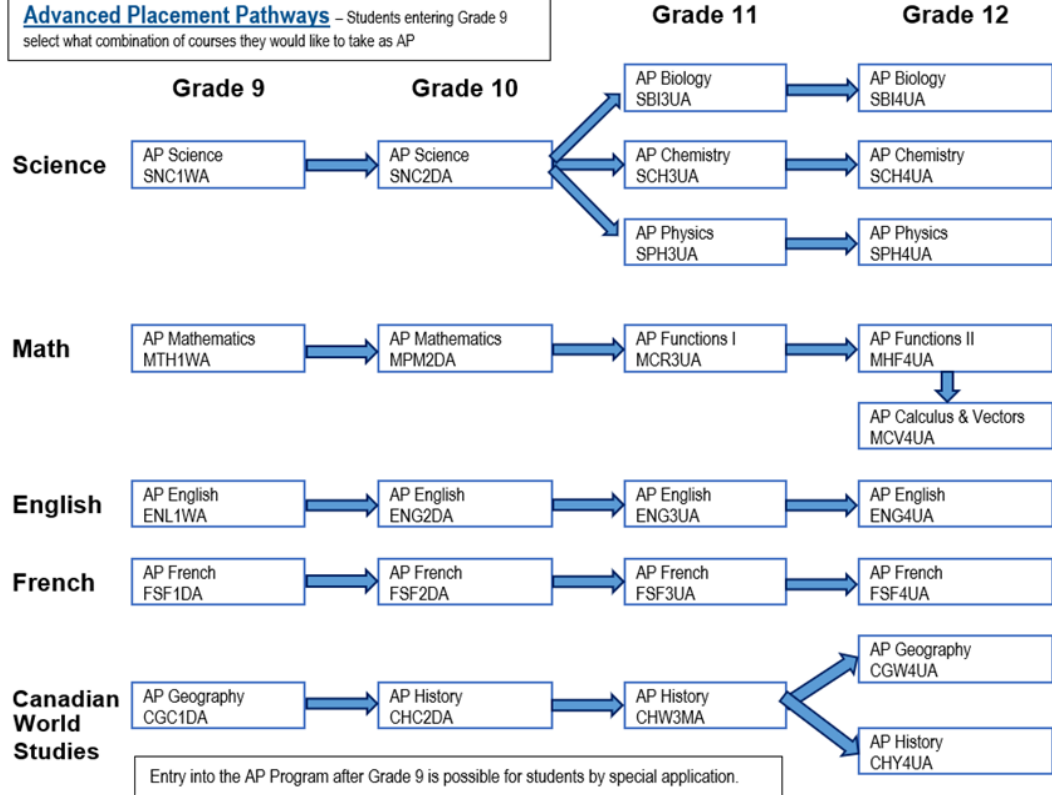 Advanced Placement Pathways – Students entering Grade 9
select what combination of courses they would like to take as AP
Grade 9
Grade 10
Grade 11
Grade 12
Science
AP Science
SNC1WA
AP Science
SNC2DA
AP Biology
SBI3UA
AP Biology
SBI4UA
AP Chemistry
SCH3UA
AP Chemistry
SCH4UA
AP Physics
SPH3UA
AP Physics
SPH4UA
Math
AP Mathematics
MTH1WA
AP Mathematics
MPM2DA
AP Functions I
MCR3UA
AP Functions II
MHF4UA
AP Calculus & Vectors
MCV4UA
English
AP English
ENL1WA
AP English
ENG2DA
AP English
ENG3UA
AP English
ENG4UA
French
AP French
FSF1DA
AP French
FSF2DA
AP French
FSF3UA
AP French
FSF4UA
Canadian
World
Studies
AP Geography
CGC1DA
AP History
CHC2DA
AP History
CHW3MA
AP Geography
CGW4UA
AP History
CHY4UA
Entry into the AP Program after Grade 9 is possible for students by special application.